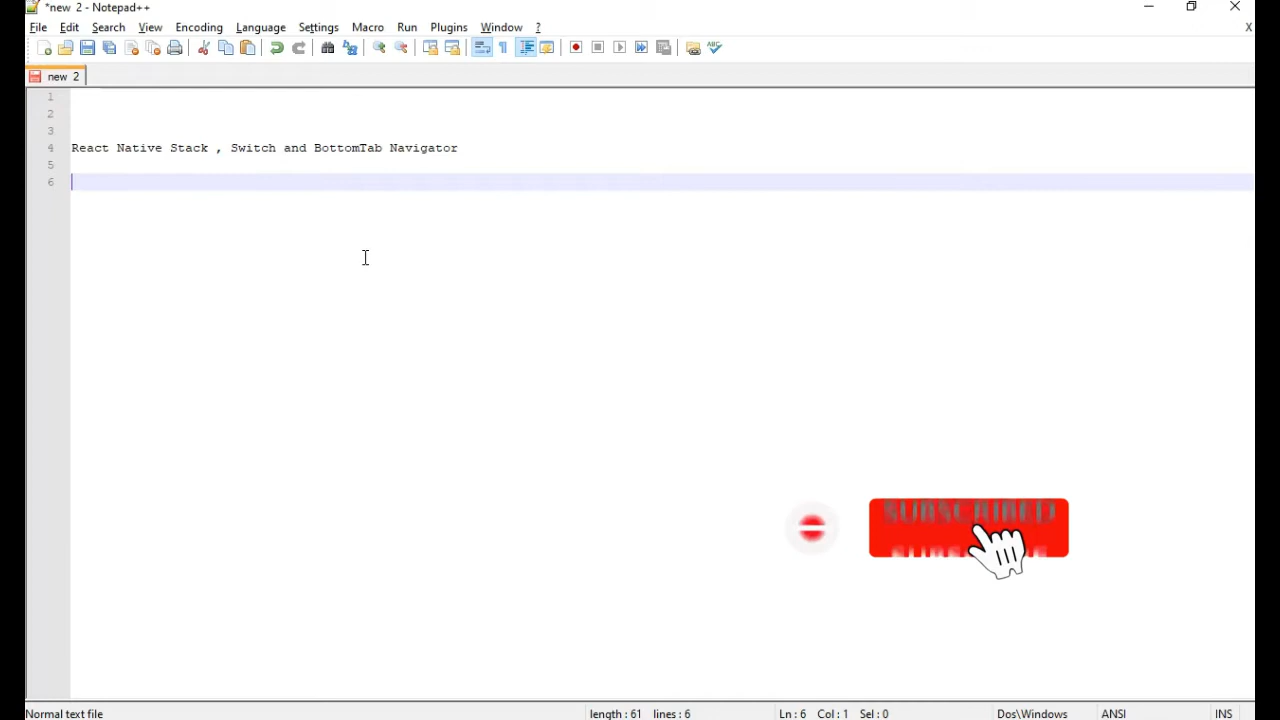 *new 2 - Notepad++
File Edit Search View Encoding Language Settings Macro Run Plugins Window ? X
new 2
1
2
3
4 React Native Stack , Switch and BottomTab Navigator
5
6
SUBSCRIBED
Normal text file length : 61 lines : 6 Ln : 6 Col : 1 Sel : 0 Dos\Windows ANSI INS